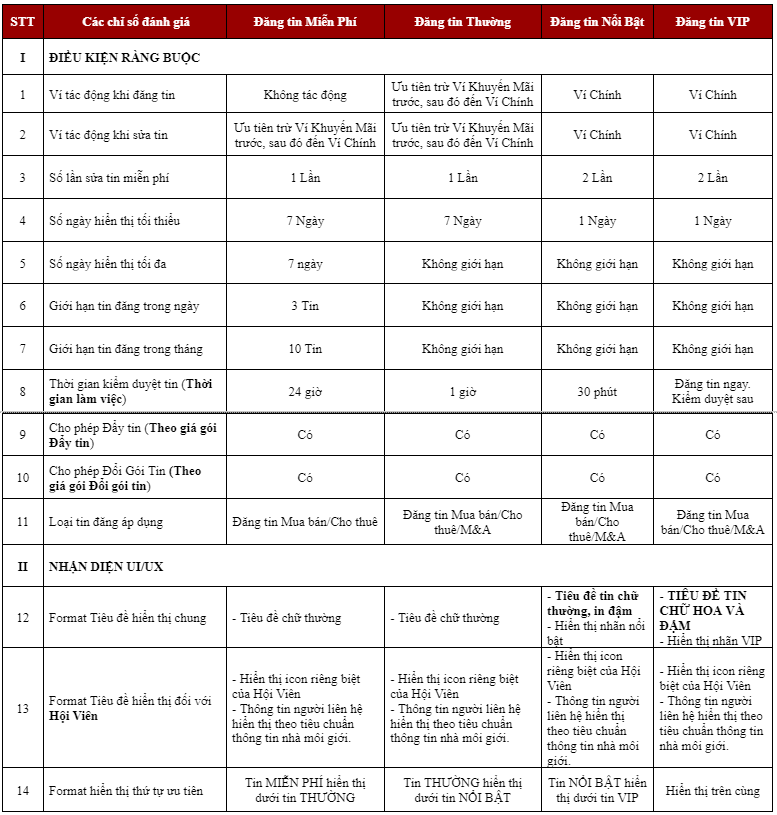 STT Các chỉ số đánh giá Đăng tin Miễn Phí Đăng tin Thường Đăng tin Nổi Bật Đăng tin VIP
I ĐIỀU KIỆN RÀNG BUỘC
1 Ví tác động khi đăng tin Không tác động Ưu tiên trừ Ví Khuyến Mãi trước, sau đó đến Ví Chính Ví Chính Ví Chính
2 Ví tác động khi sửa tin Ưu tiên trừ Ví Khuyến Mãi trước, sau đó đến Ví Chính Ưu tiên trừ Ví Khuyến Mãi trước, sau đó đến Ví Chính Ví Chính Ví Chính
3 Số lần sửa tin miễn phí 1 Lần 1 Lần 2 Lần 2 Lần
4 Số ngày hiển thị tối thiểu 7 Ngày 7 Ngày 1 Ngày 1 Ngày
5 Số ngày hiển thị tối đa 7 ngày Không giới hạn Không giới hạn Không giới hạn
6 Giới hạn tin đăng trong ngày 3 Tin Không giới hạn Không giới hạn Không giới hạn
7 Giới hạn tin đăng trong tháng 10 Tin Không giới hạn Không giới hạn Không giới hạn
8 Thời gian kiểm duyệt tin (Thời gian làm việc) 24 giờ 1 giờ 30 phút Đăng tin ngay. Kiểm duyệt sau
9 Cho phép Đẩy tin (Theo giá gói Đẩy tin) Có Có Có Có
10 Cho phép Đổi Gói Tin (Theo giá gói Đổi gói tin) Có Có Có Có
11 Loại tin đăng áp dụng Đăng tin Mua bán/Cho thuê Đăng tin Mua bán/Cho thuê/M&A Đăng tin Mua bán/Cho thuê/M&A Đăng tin Mua bán/Cho thuê/M&A
II NHẬN DIỆN UI/UX
12 Format Tiêu đề hiển thị chung - Tiêu đề chữ thường - Tiêu đề chữ thường - Tiêu đề tin chữ thường, in đậm - Hiển thị nhãn nổi bật - TIÊU ĐỀ TIN CHỮ HOA VÀ ĐẬM - Hiển thị nhãn VIP
13 Format Tiêu đề hiển thị đối với Hội Viên - Hiển thị icon riêng biệt của Hội Viên - Thông tin người liên hệ hiển thị theo tiêu chuẩn thông tin nhà môi giới. - Hiển thị icon riêng biệt của Hội Viên - Thông tin người liên hệ hiển thị theo tiêu chuẩn thông tin nhà môi giới. - Hiển thị icon riêng biệt của Hội Viên - Thông tin người liên hệ hiển thị theo tiêu chuẩn thông tin nhà môi giới. - Hiển thị icon riêng biệt của Hội Viên - Thông tin người liên hệ hiển thị theo tiêu chuẩn thông tin nhà môi giới.
14 Format hiển thị thứ tự ưu tiên Tin MIỄN PHÍ hiển thị dưới tin THƯỜNG Tin THƯỜNG hiển thị dưới tin NỔI BẬT Tin NỔI BẬT hiển thị dưới tin VIP Hiển thị trên cùng